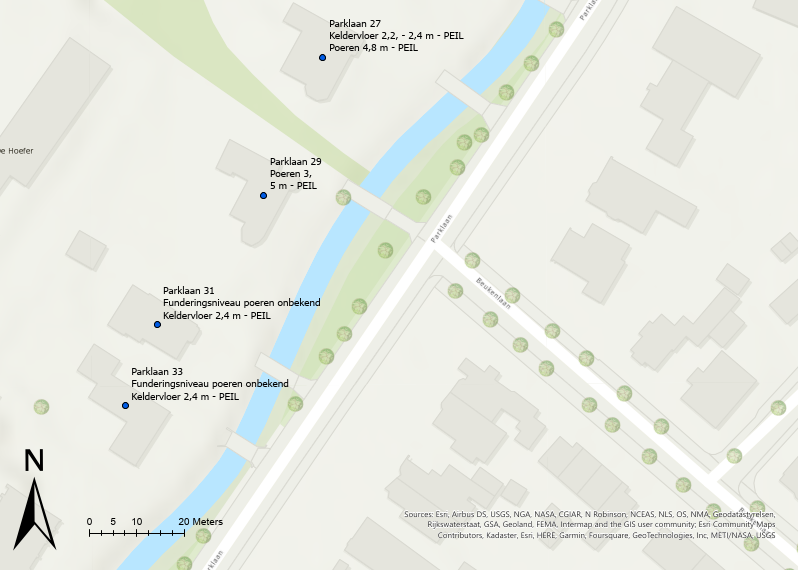 Parklaan 27
Keldervloer 2,2, - 2,4 m - PEIL
Poeren 4,8 m - PEIL
De Hoefer
Parklaan 29
Poeren 3,
5 m - PEIL
Parklaan
Beukenlaan
Parklaan 31
Funderingsniveau poeren onbekend
Keldervloer 2,4 m - PEIL
Parklaan 33
Funderingsniveau poeren onbekend
Keldervloer 2,4 m - PEIL
N
0 5 10 20 Meters
Sources: Esri, Airbus DS, USGS, NGA, NASA, CGIAR, N Robinson, NCEAS, NLS, OS, NMA, Geodatastyrelsen,
Rijkswaterstaat, GSA, Geoland, FEMA, Intermap and the GIS user community; Esri Community Maps
Contributors, Kadaster, Esri, HERE, Garmin, Foursquare, GeoTechnologies, Inc, METI/NASA, USGS